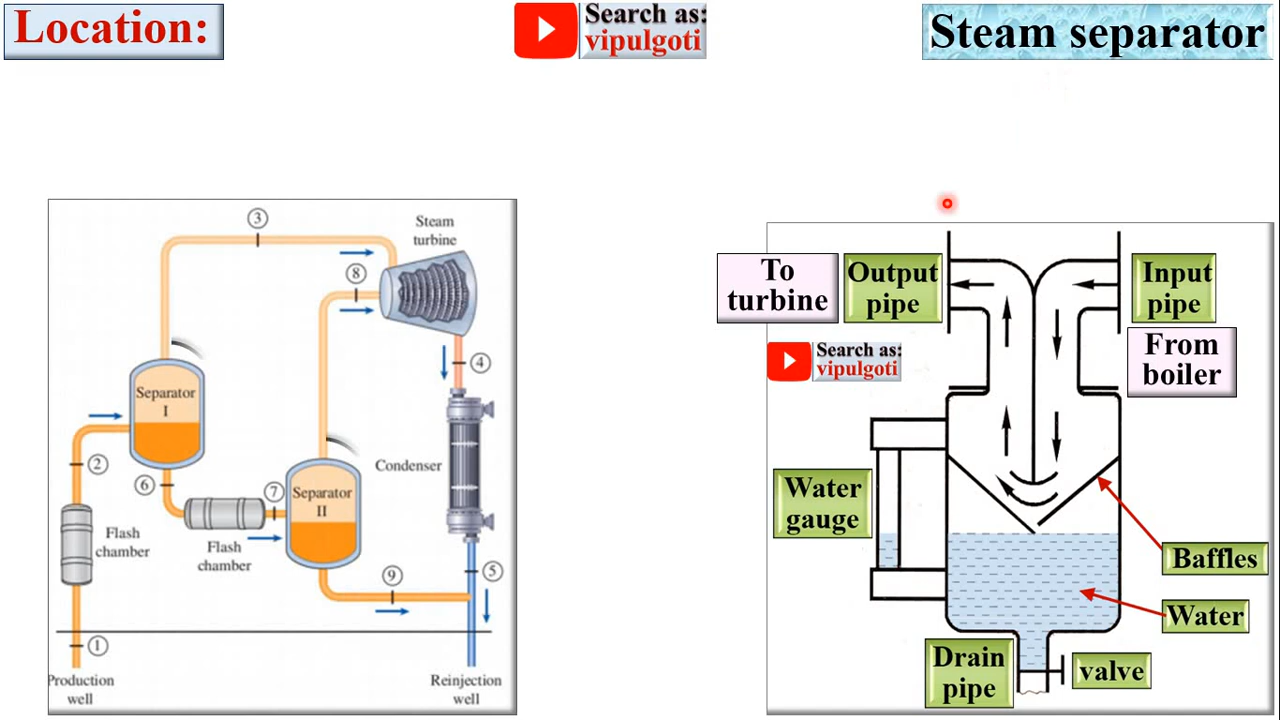 Location:
Search as:
vipulgoti
Steam separator
3
Steam
turbine
8
4
Separator
I
2
6
7
Separator
II
Condenser
Flash
chamber
Flash
chamber
9
5
1
Production
well
Reinjection
well
To
turbine
Output
pipe
Input
pipe
Search as:
vipulgoti
From
boiler
Water
gauge
Baffles
Water
Drain
pipe
valve